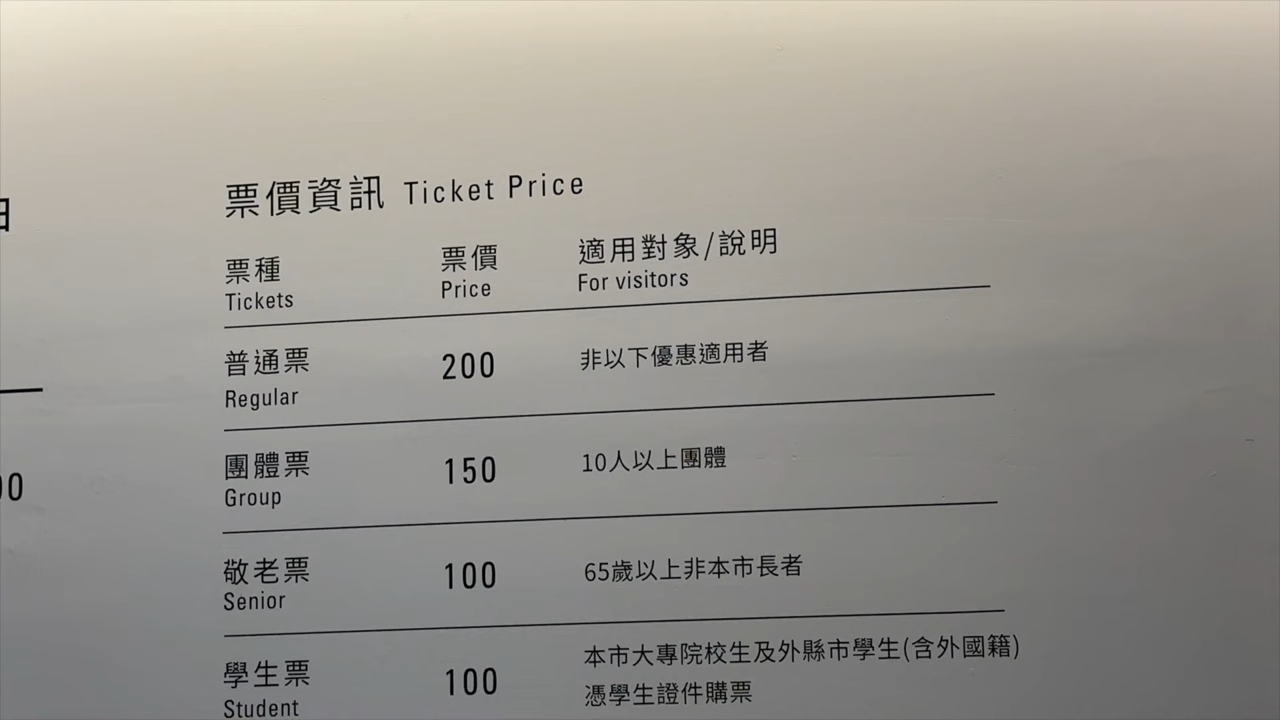 票價資訊 Ticket Price
票種 票價 適用對象/說明
Tickets Price For visitors
普通票 200 非以下優惠適用者
Regular
團體票 150 10人以上團體
Group
敬老票 100 65歲以上非本市長者
Senior
學生票 100 本市大專院校生及外縣市學生(含外國籍)
Student 憑學生證件購票